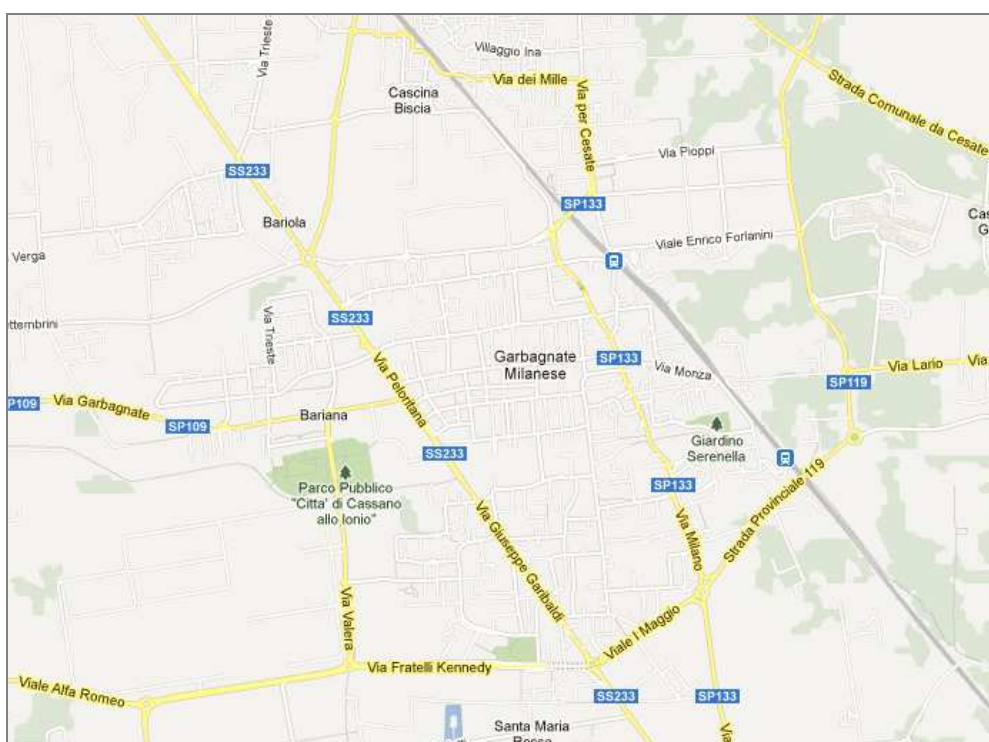 Via Trieste
Villaggio Ina
Via dei Mille
Cascina
Biscia
Via per Cesate
Strada Comunale da Cesate
Via Pioppi
SS233
SP133
Bariola
Viale Enrico Forlanini
Verga
SS233
Via Trieste
Garbagnate
Milanese
SP133
Via Monza
Via Lario
SP119
Via Peloritana
SP109
Via Garbagnate
SP109
Bariana
SS233
Giardino
Serenella
Parco Pubblico
"Citta' di Cassano
allo Ionio"
SP133
Strada Provinciale 119
Via Giuseppe Garibaldi
Via Milano
Via Valera
Viale I Maggio
Via Fratelli Kennedy
Viale Alfa Romeo
SS233
SP133
Santa Maria